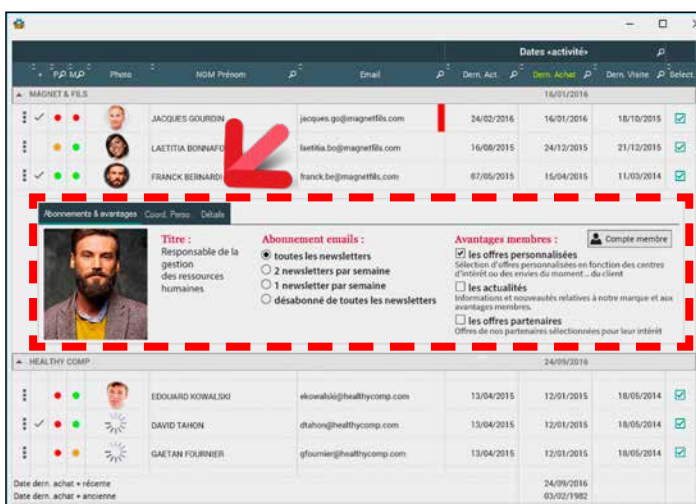 Dates «activité»
P. M. Photo NOM Prénom Email Dern. Act. Dern. Achat Dern. Visite Select.
MAGNET & FILS 16/01/2016
JACQUES GOURDIN jacques.go@magnetfils.com 24/02/2016 16/01/2016 18/10/2015
LAETITIA BONNAFO laetitia.bo@magnetfils.com 16/08/2015 24/12/2015 21/12/2015
FRANCK BERNARDI franck.be@magnetfils.com 07/05/2015 15/04/2015 11/03/2014
Abonnements & avantages Coord. Perso Détails
Titre : Abonnement emails : Avantages membres : Compte membre
Responsable de la toutes les newsletters les offres personnalisées
gestion Sélection d'offres personnalisées en fonction des centres
des ressources 2 newsletters par semaine d'intérêt ou des envies du moment... du client
humaines 1 newsletter par semaine les actualités
désabonné de toutes les newsletters Informations et nouveautés relatives à notre marque et aux
avantages membres.
les offres partenaires
Offres de nos partenaires sélectionnées pour leur intérêt
HEALTHY COMP 24/09/2016
EDOUARD KOWALSKI ekowalski@healthycomp.com 13/04/2015 12/01/2015 18/05/2014
DAVID TAHON dtahon@healthycomp.com 13/04/2015 12/01/2015 18/05/2014
GAETAN FOURNIER gfournier@healthycomp.com 13/04/2015 12/01/2015 18/05/2014
Date dern. achat + récente 24/09/2016
Date dern. achat + ancienne 03/02/1982